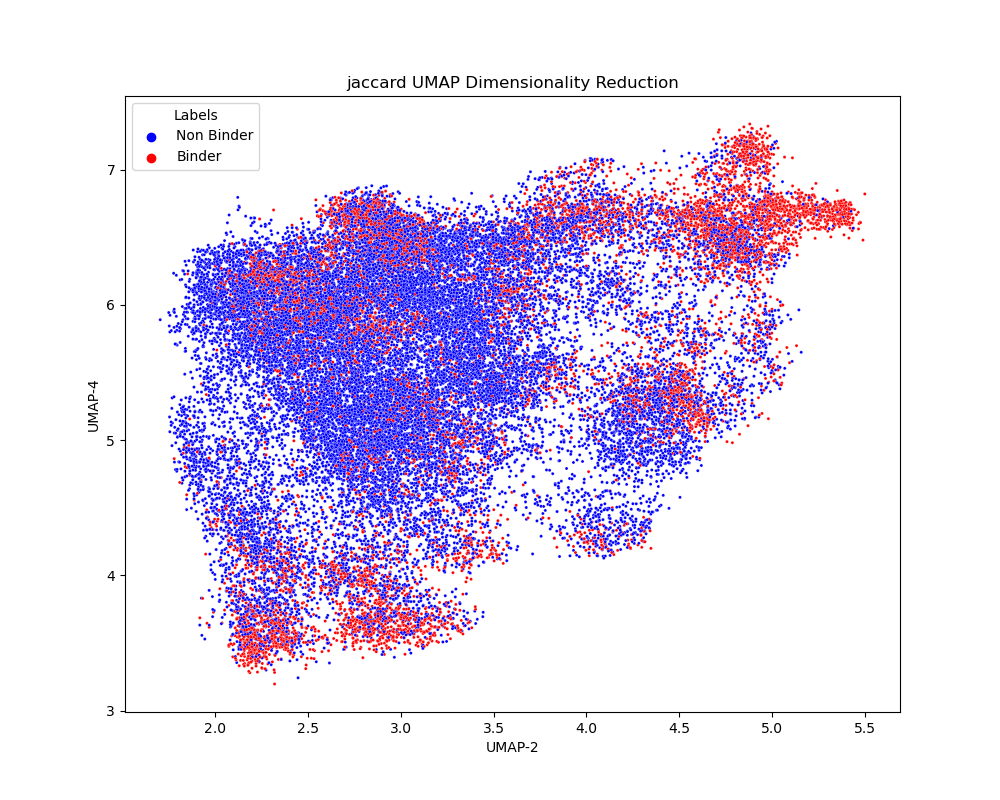 jaccard UMAP Dimensionality Reduction
Labels
Non Binder
Binder
7
6
5
4
3
UMAP-4
2.0 2.5 3.0 3.5 4.0 4.5 5.0 5.5
UMAP-2